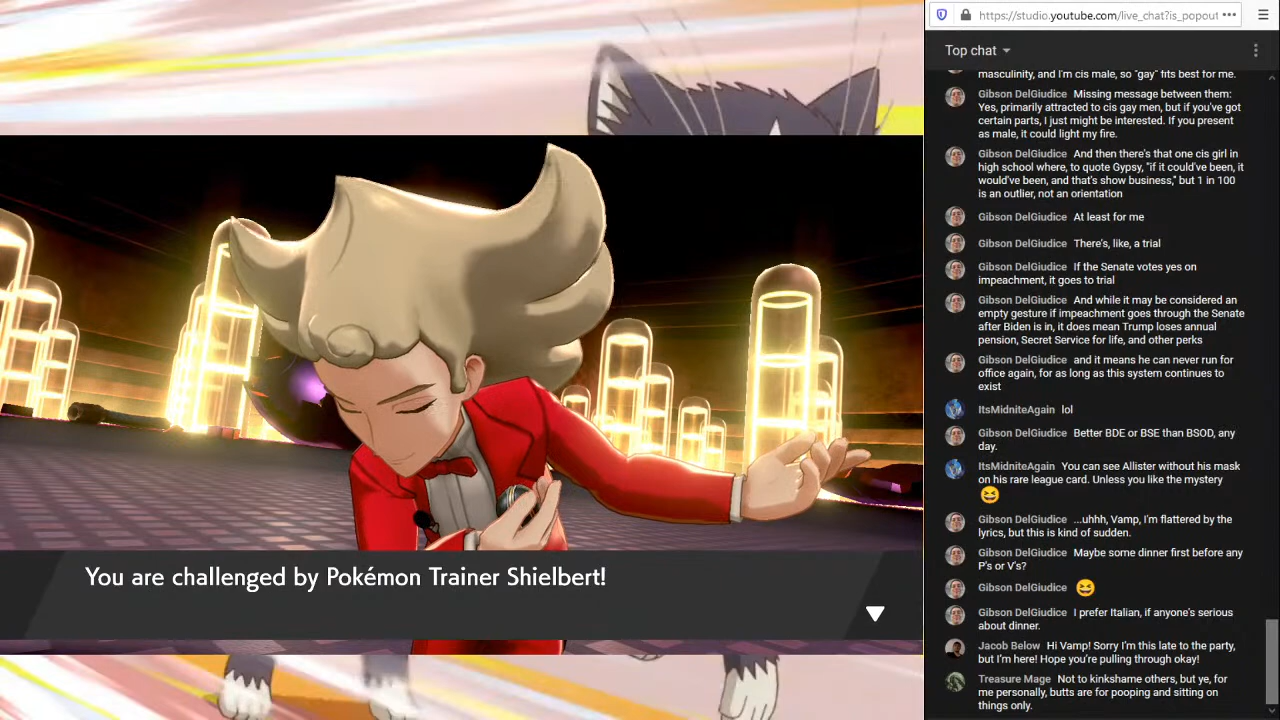 https://studio.youtube.com/live_chat?is_popout
Top chat
masculinity, and I'm cis male, so "gay" fits best for me.
Gibson DelGiudice Missing message between them:
Yes, primarily attracted to cis gay men, but if you've got
certain parts, I just might be interested. If you present
as male, it could light my fire.
Gibson DelGiudice And then there's that one cis girl in
high school where, to quote Gypsy, "if it could've been, it
would've been, and that's show business," but 1 in 100
is an outlier, not an orientation
Gibson DelGiudice At least for me
Gibson DelGiudice There's, like, a trial
Gibson DelGiudice If the Senate votes yes on
impeachment, it goes to trial
Gibson DelGiudice And while it may be considered an
empty gesture if impeachment goes through the Senate
after Biden is in, it does mean Trump loses annual
pension, Secret Service for life, and other perks
Gibson DelGiudice and it means he can never run for
office again, for as long as this system continues to
exist
ItsMidniteAgain lol
Gibson DelGiudice Better BDE or BSE than BSOD, any
day.
ItsMidniteAgain You can see Allister without his mask
on his rare league card. Unless you like the mystery
😆
Gibson DelGiudice ...uhhh, Vamp, I'm flattered by the
lyrics, but this is kind of sudden.
Gibson DelGiudice Maybe some dinner first before any
P's or V's?
Gibson DelGiudice 😆
Gibson DelGiudice I prefer Italian, if anyone's serious
about dinner.
Jacob Below Hi Vamp! Sorry I'm this late to the party,
but I'm here! Hope you're pulling through okay!
Treasure Mage Not to kinkshame others, but ye, for
me personally, butts are for pooping and sitting on
things only.
You are challenged by Pokémon Trainer Shielbert!